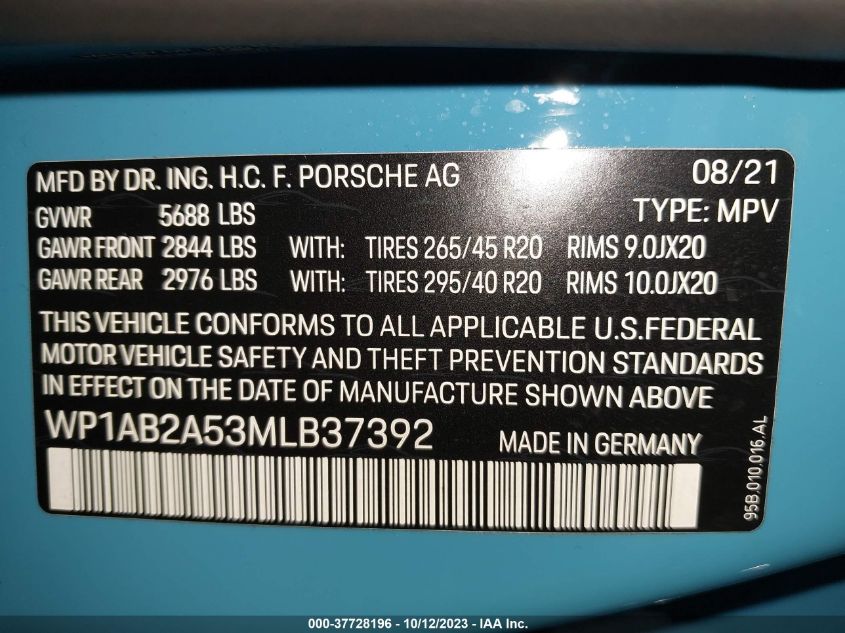 MFD BY DR. ING. H.C. F. PORSCHE AG 08/21
GVWR 5688 LBS TYPE: MPV
GAWR FRONT 2844 LBS WITH: TIRES 265/45 R20 RIMS 9.0JX20
GAWR REAR 2976 LBS WITH: TIRES 295/40 R20 RIMS 10.0JX20
THIS VEHICLE CONFORMS TO ALL APPLICABLE U.S.FEDERAL
MOTOR VEHICLE SAFETY AND THEFT PREVENTION STANDARDS
IN EFFECT ON THE DATE OF MANUFACTURE SHOWN ABOVE
WP1AB2A53MLB37392 MADE IN GERMANY
95B.010.016.AL
000-37728196 - 10/12/2023 - IAA Inc.